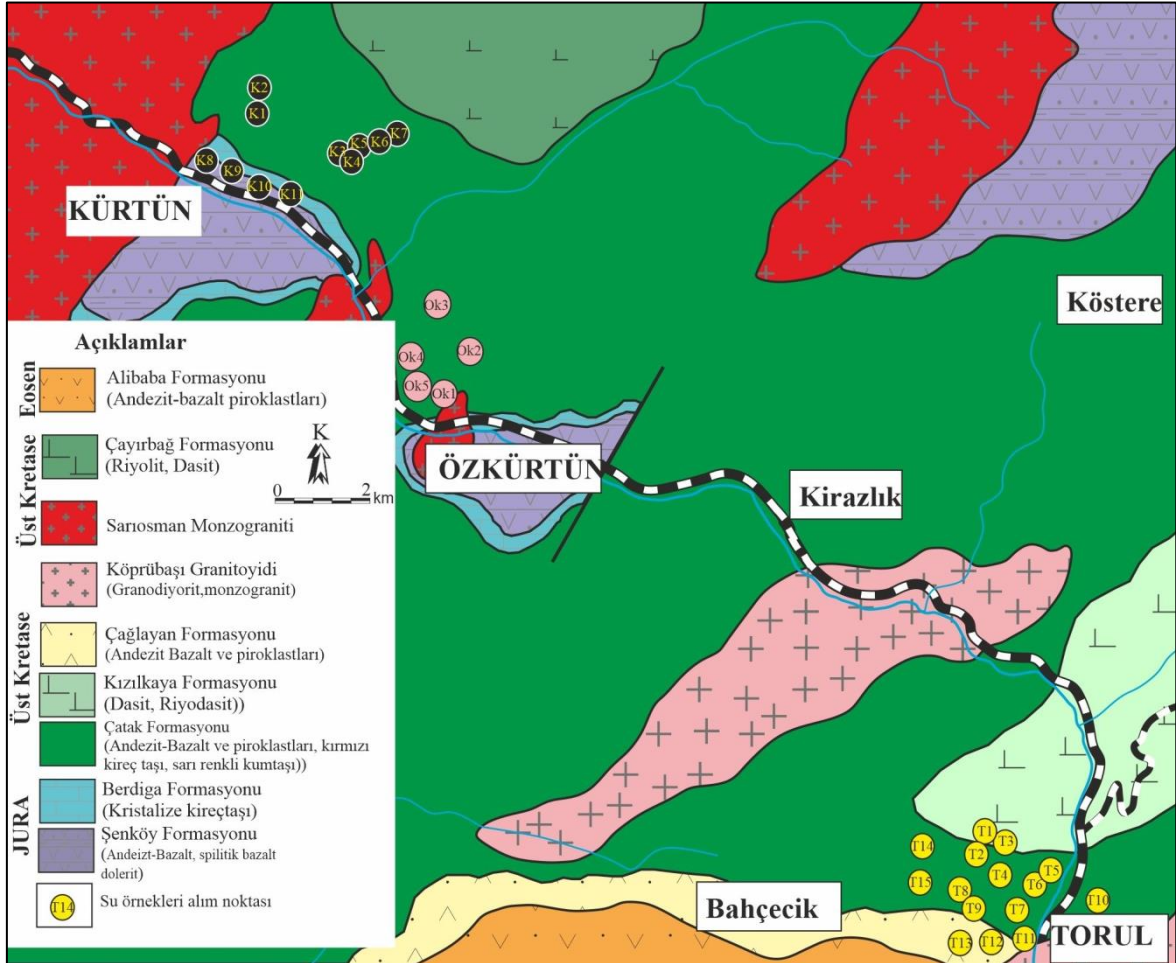 K2
K1
K7
K6
K5
K3
K4
K8
K9
K10
K11
KÜRTÜN
Köstere
Ok3
Ok2
Ok4
Ok5
Ok1
ÖZKÜRTÜN
Kirazlık
Açıklamlar
Eosen
Alibaba Formasyonu
(Andezit-bazalt piroklastları)
Üst Kretase
Çayırbağ Formasyonu
(Riyolit, Dasit)
K
0 2
km
Sarıosman Monzograniti
Köprübaşı Granitoyidi
(Granodiyorit,monzogranit)
Üst Kretase
Çağlayan Formasyonu
(Andezit Bazalt ve piroklastları)
Kızılkaya Formasyonu
(Dasit, Riyodasit))
Çatak Formasyonu
(Andezit-Bazalt ve piroklastları, kırmızı
kireç taşı, sarı renkli kumtaşı))
JURA
Berdiga Formasyonu
(Kristalize kireçtaşı)
Şenköy Formasyonu
(Andeizt-Bazalt, spilitik bazalt
dolerit)
T14
Su örnekleri alım noktası
T1
T3
T14
T2
T4
T5
T15
T8
T6
T10
T9
T7
Bahçecik
T13
T12
T11
TORUL